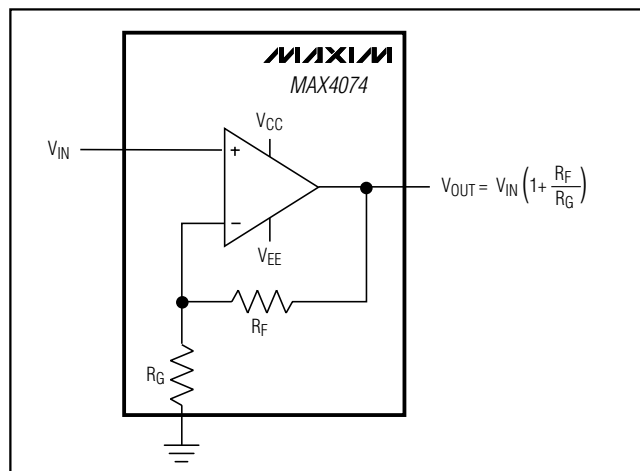 MAXIM
MAX4074
VCC
VIN
+
VOUT = VIN (1+ RF/RG)
−
VEE
RF
RG